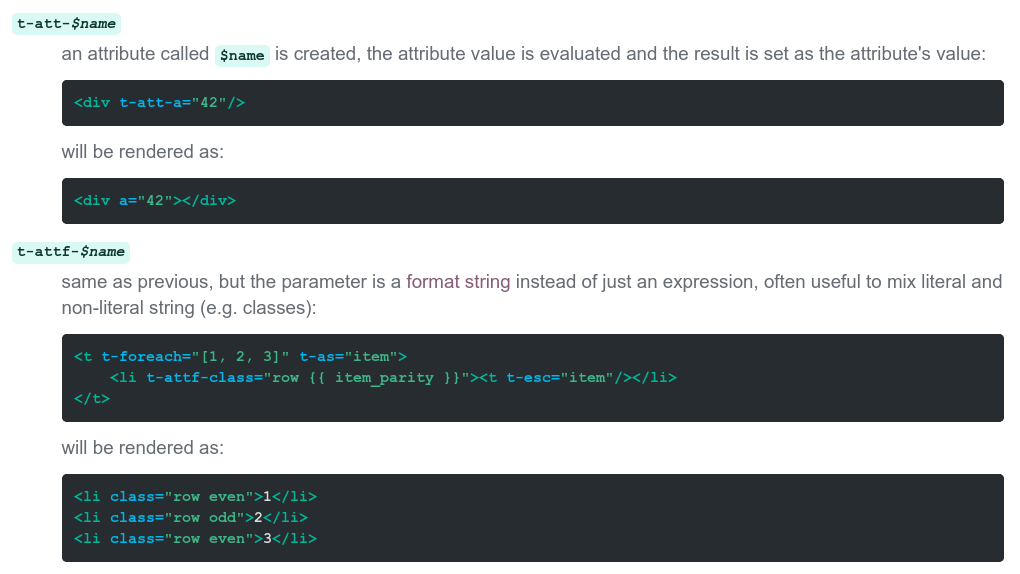 t-att-$name
an attribute called $name is created, the attribute value is evaluated and the result is set as the attribute's value:
<div t-att-a="42"/>
will be rendered as:
<div a="42"></div>
t-attf-$name
same as previous, but the parameter is a format string instead of just an expression, often useful to mix literal and
non-literal string (e.g. classes):
<t t-foreach="[1, 2, 3]" t-as="item">
    <li t-attf-class="row {{ item_parity }}"><t t-esc="item"/></li>
</t>
will be rendered as:
<li class="row even">1</li>
<li class="row odd">2</li>
<li class="row even">3</li>